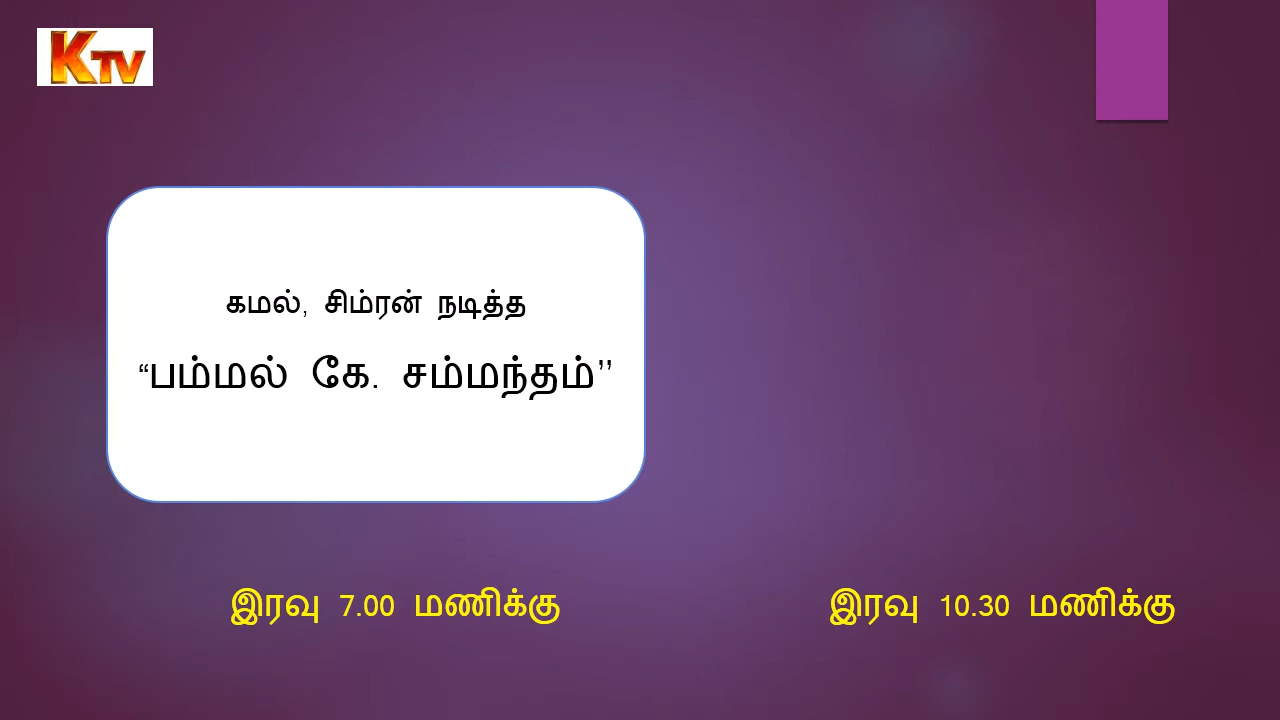 KTV
கமல், சிம்ரன் நடித்த
“பம்மல் கே. சம்மந்தம்’’
இரவு 7.00 மணிக்கு
இரவு 10.30 மணிக்கு